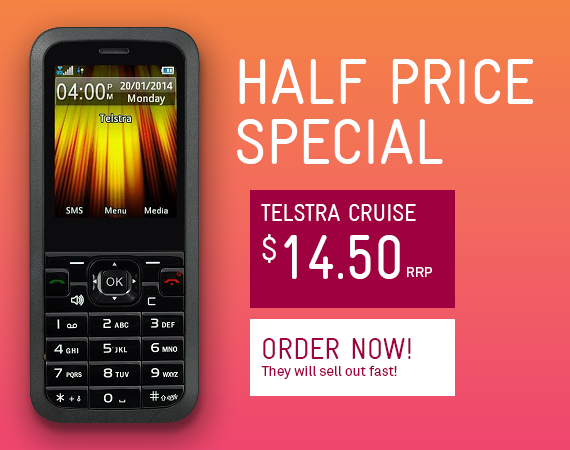 04:00 PM
20/01/2014
Monday
Telstra
SMS Menu Media
OK
1
2 ABC
3 DEF
4 GHI
5 JKL
6 MNO
7 PQRS
8 TUV
9 WXYZ
* +
0
#
HALF PRICE
SPECIAL
TELSTRA CRUISE
$14.50 RRP
ORDER NOW!
They will sell out fast!